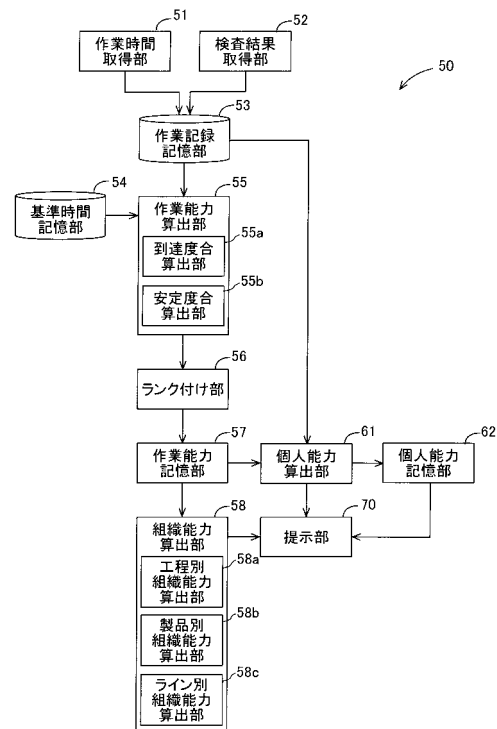 51
52
作業時間
取得部
検査結果
取得部
50
53
作業記録
記憶部
54
基準時間
記憶部
55
作業能力
算出部
55a
到達度合
算出部
55b
安定度合
算出部
56
ランク付け部
57
作業能力
記憶部
61
個人能力
算出部
62
個人能力
記憶部
58
組織能力
算出部
70
提示部
58a
工程別
組織能力
算出部
58b
製品別
組織能力
算出部
58c
ライン別
組織能力
算出部